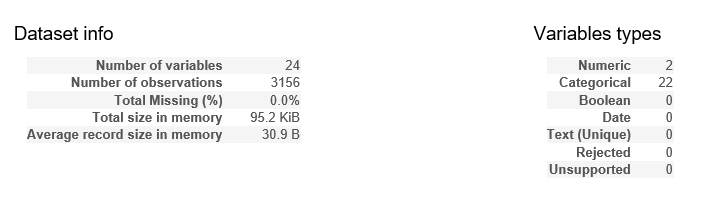 Dataset info
Number of variables 24
Number of observations 3156
Total Missing (%) 0.0%
Total size in memory 95.2 KiB
Average record size in memory 30.9 B
Variables types
Numeric 2
Categorical 22
Boolean 0
Date 0
Text (Unique) 0
Rejected 0
Unsupported 0